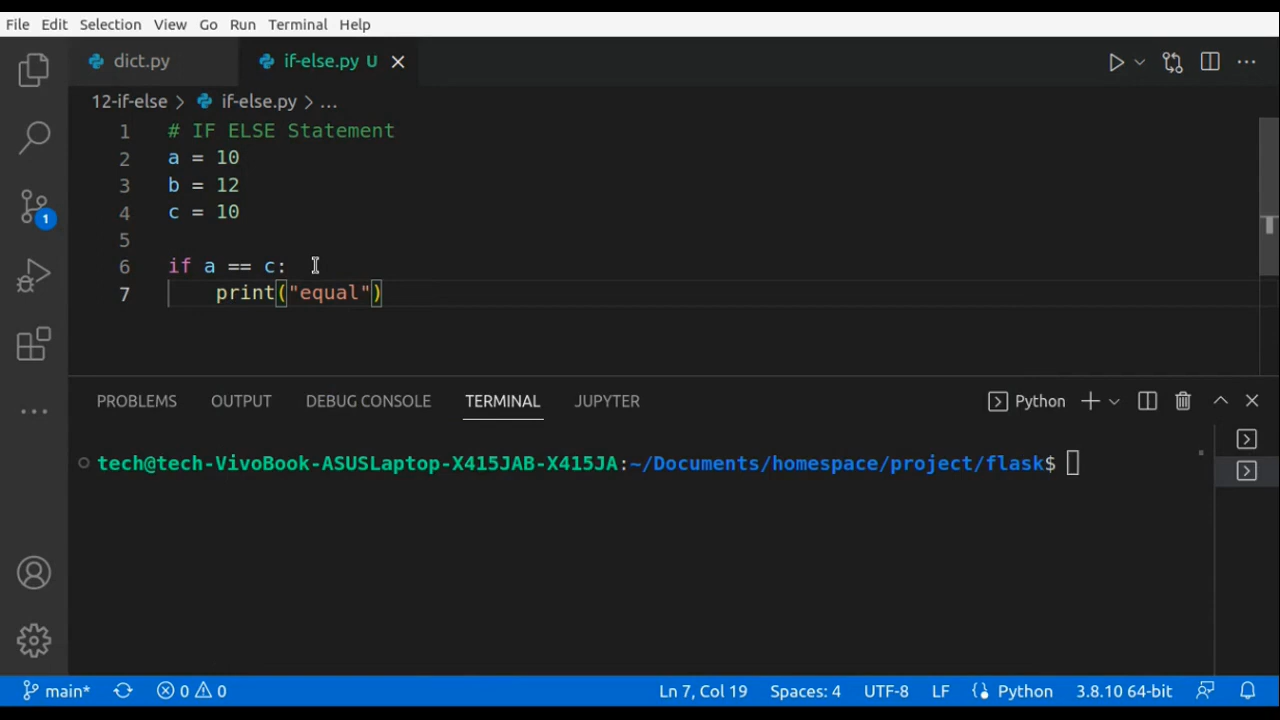 File Edit Selection View Go Run Terminal Help
dict.py if-else.py U
12-if-else > if-else.py > ...
1 # IF ELSE Statement
2 a = 10
3 b = 12
4 c = 10
5
6 if a == c:
7 print("equal")
PROBLEMS OUTPUT DEBUG CONSOLE TERMINAL JUPYTER Python
tech@tech-VivoBook-ASUSLaptop-X415JAB-X415JA:~/Documents/homespace/project/flask$
1
main* 0 0 Ln 7, Col 19 Spaces: 4 UTF-8 LF Python 3.8.10 64-bit